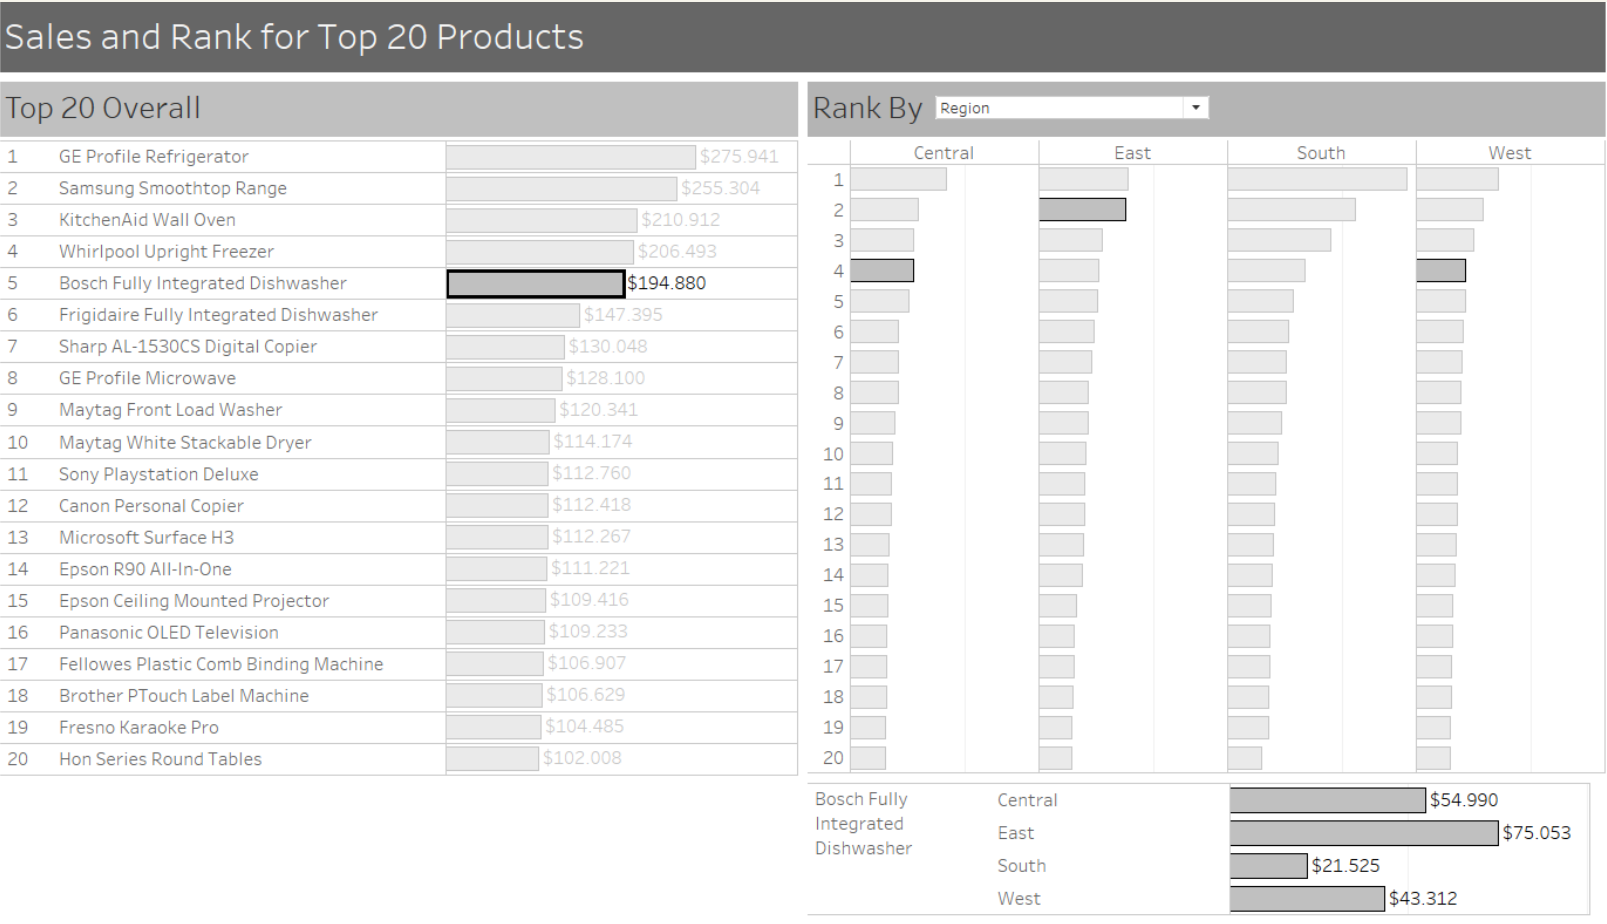 Sales and Rank for Top 20 Products
Top 20 Overall
1 GE Profile Refrigerator $275.941
2 Samsung Smoothtop Range $255.304
3 KitchenAid Wall Oven $210.912
4 Whirlpool Upright Freezer $206.493
5 Bosch Fully Integrated Dishwasher $194.880
6 Frigidaire Fully Integrated Dishwasher $147.395
7 Sharp AL-1530CS Digital Copier $130.048
8 GE Profile Microwave $128.100
9 Maytag Front Load Washer $120.341
10 Maytag White Stackable Dryer $114.174
11 Sony Playstation Deluxe $112.760
12 Canon Personal Copier $112.418
13 Microsoft Surface H3 $112.267
14 Epson R90 All-In-One $111.221
15 Epson Ceiling Mounted Projector $109.416
16 Panasonic OLED Television $109.233
17 Fellowes Plastic Comb Binding Machine $106.907
18 Brother PTouch Label Machine $106.629
19 Fresno Karaoke Pro $104.485
20 Hon Series Round Tables $102.008
Rank By Region
Central East South West
1
2
3
4
5
6
7
8
9
10
11
12
13
14
15
16
17
18
19
20
Bosch Fully
Integrated
Dishwasher
Central $54.990
East $75.053
South $21.525
West $43.312